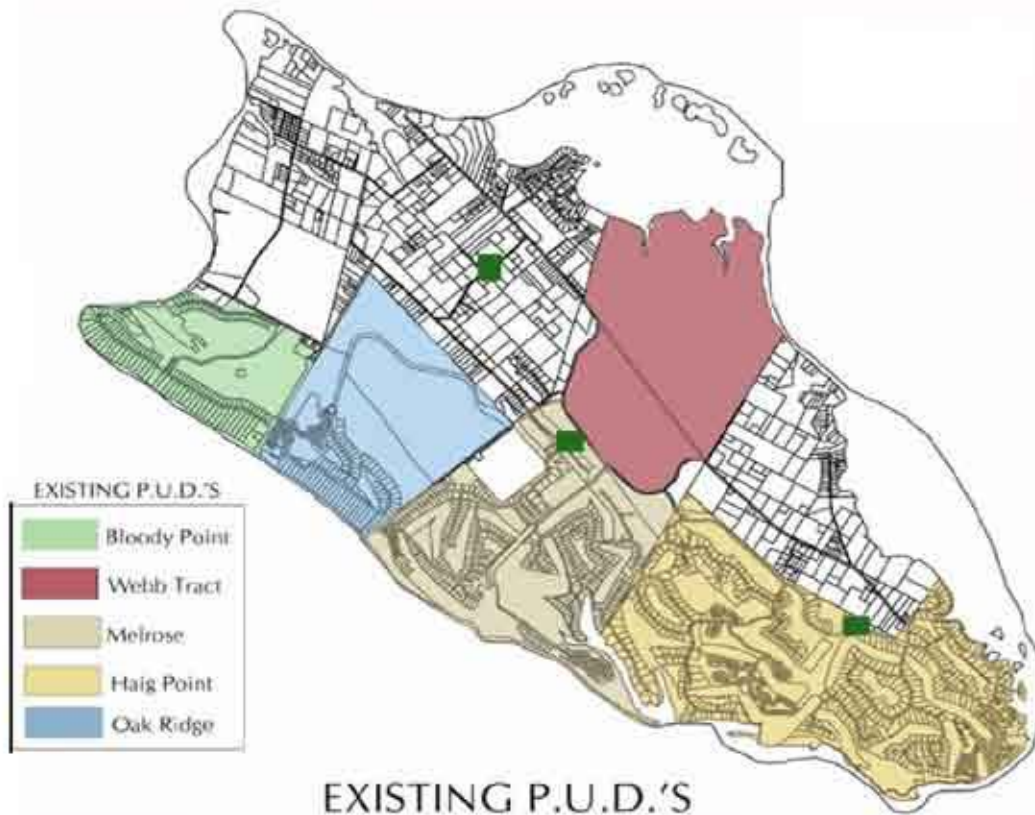 EXISTING P.U.D.'S
Bloody Point
Webb Tract
Melrose
Haig Point
Oak Ridge
EXISTING P.U.D.'S